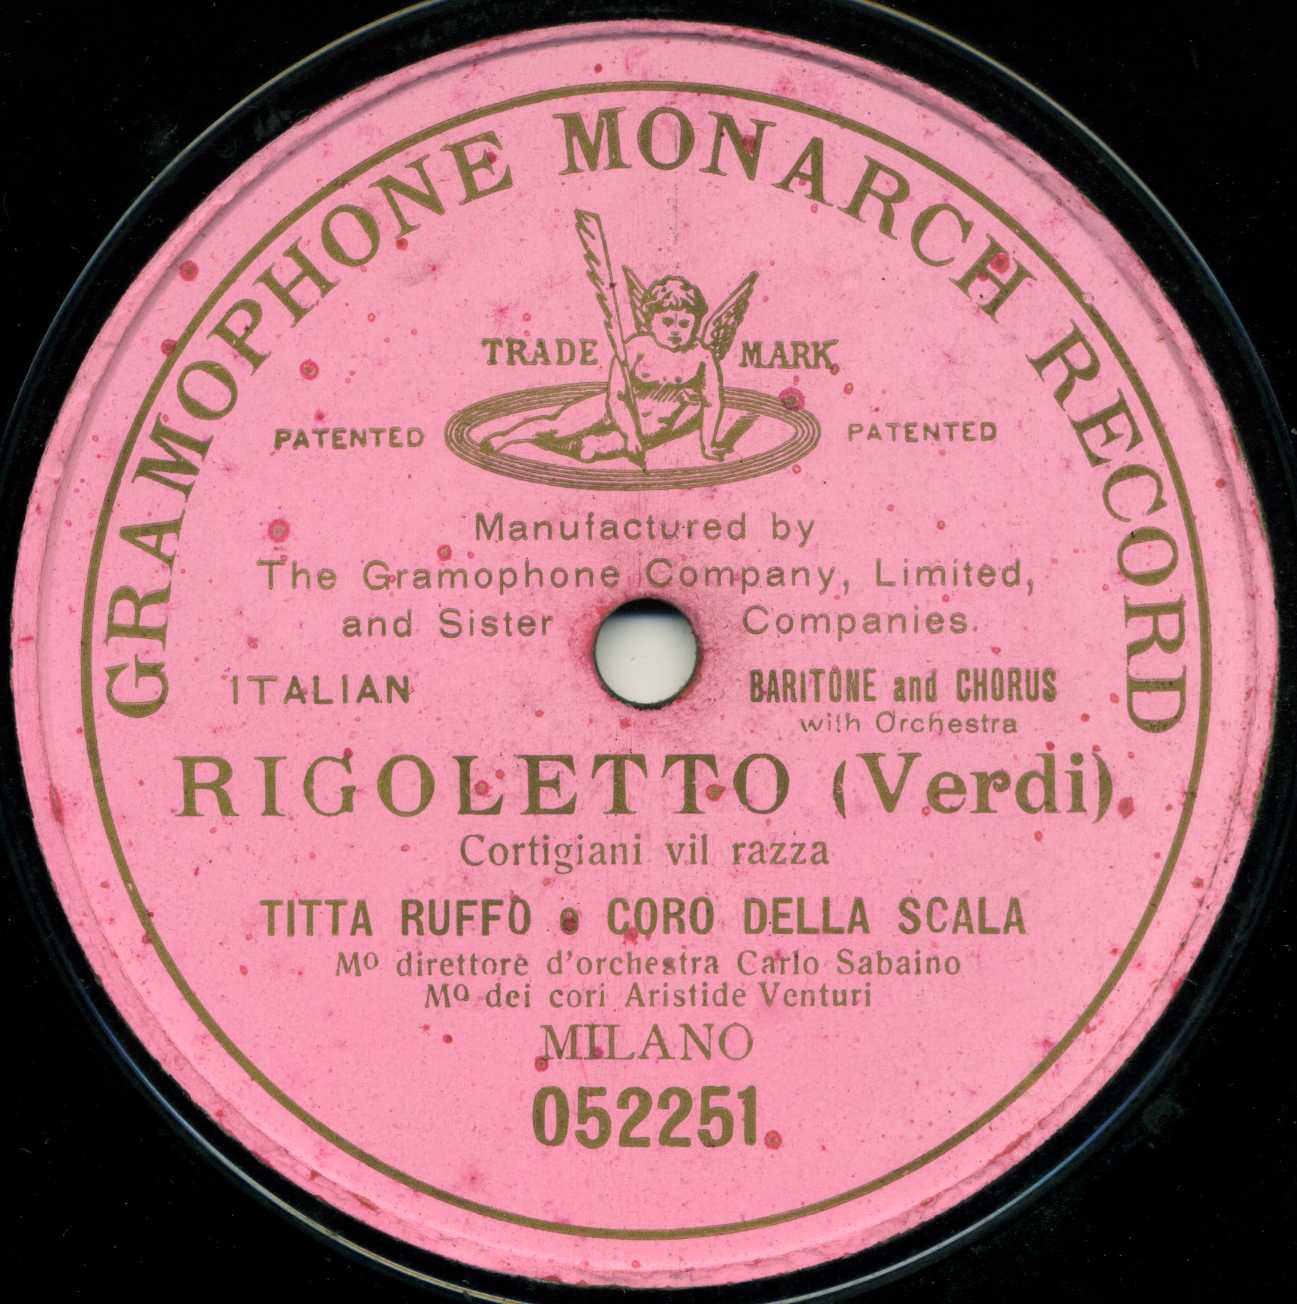 GRAMOPHONE MONARCH RECORD
TRADE MARK
PATENTED PATENTED
Manufactured by
The Gramophone Company, Limited,
and Sister Companies.
ITALIAN BARITONE and CHORUS
with Orchestra
RIGOLETTO (Verdi)
Cortigiani vil razza
TITTA RUFFO e CORO DELLA SCALA
Mº direttore d'orchestra Carlo Sabaino
Mº dei cori Aristide Venturi
MILANO
052251